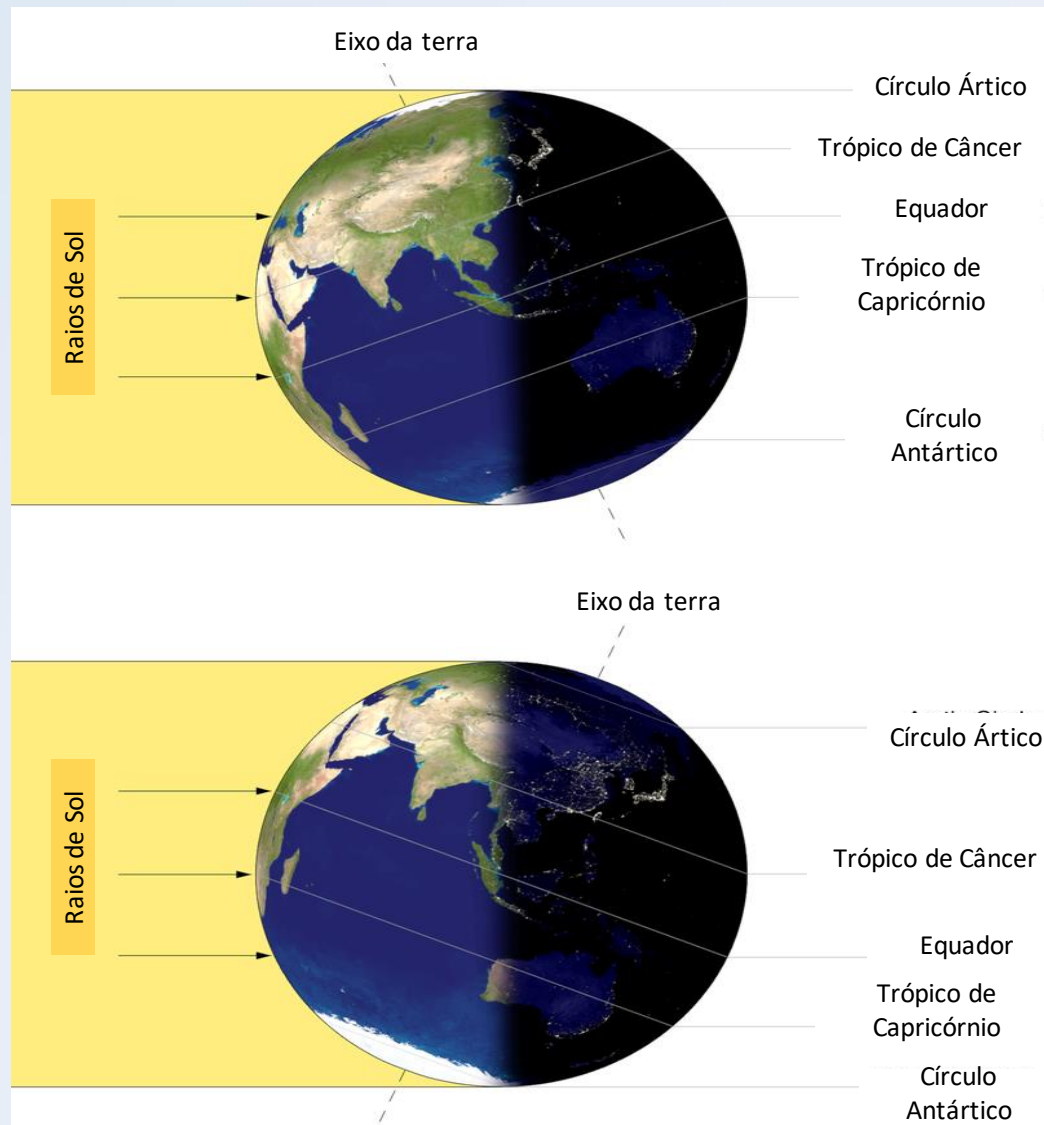 Eixo da terra
Círculo Ártico
Trópico de Câncer
Equador
Trópico de
Capricórnio
Raios de Sol
Círculo
Antártico
Eixo da terra
Círculo Ártico
Raios de Sol
Trópico de Câncer
Equador
Trópico de
Capricórnio
Círculo
Antártico